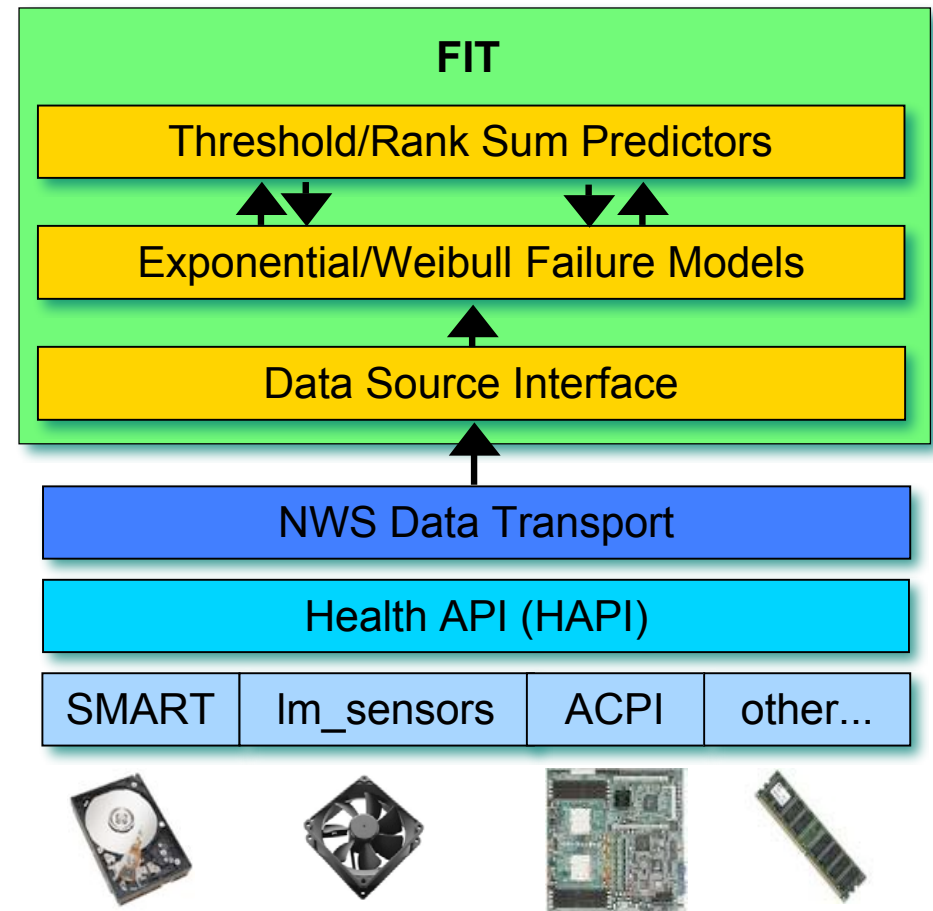 FIT
Threshold/Rank Sum Predictors
Exponential/Weibull Failure Models
Data Source Interface
NWS Data Transport
Health API (HAPI)
SMART
lm_sensors
ACPI
other...